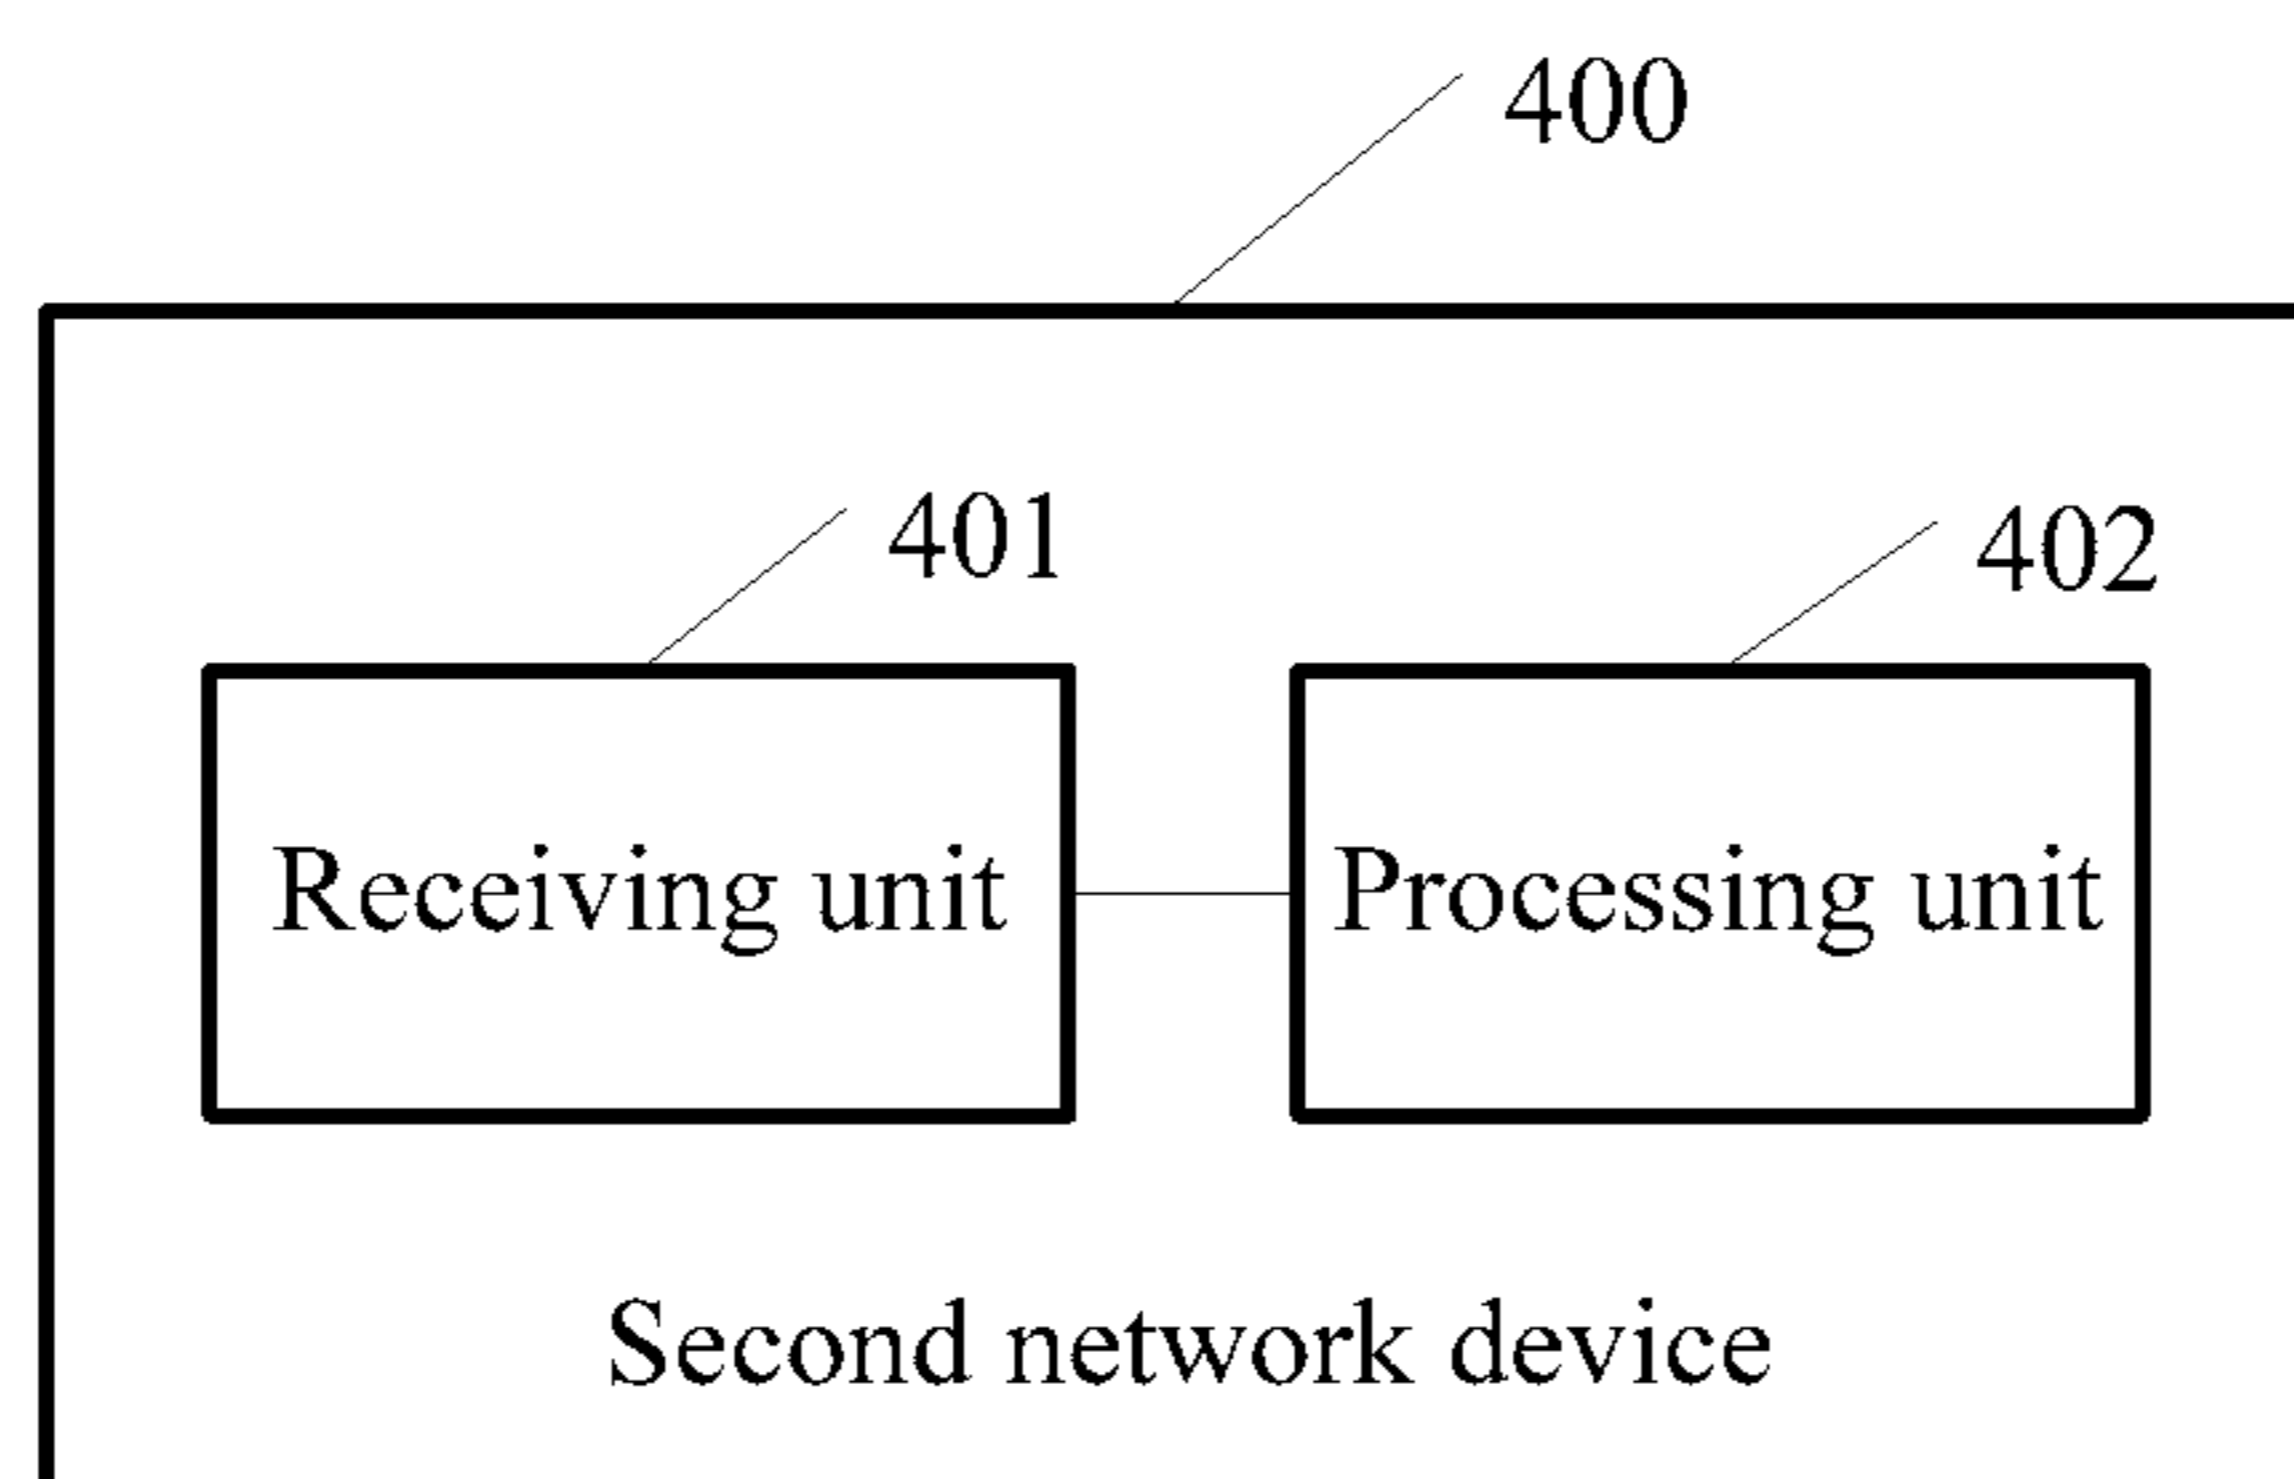 400
401
402
Receiving unit
Processing unit
Second network device